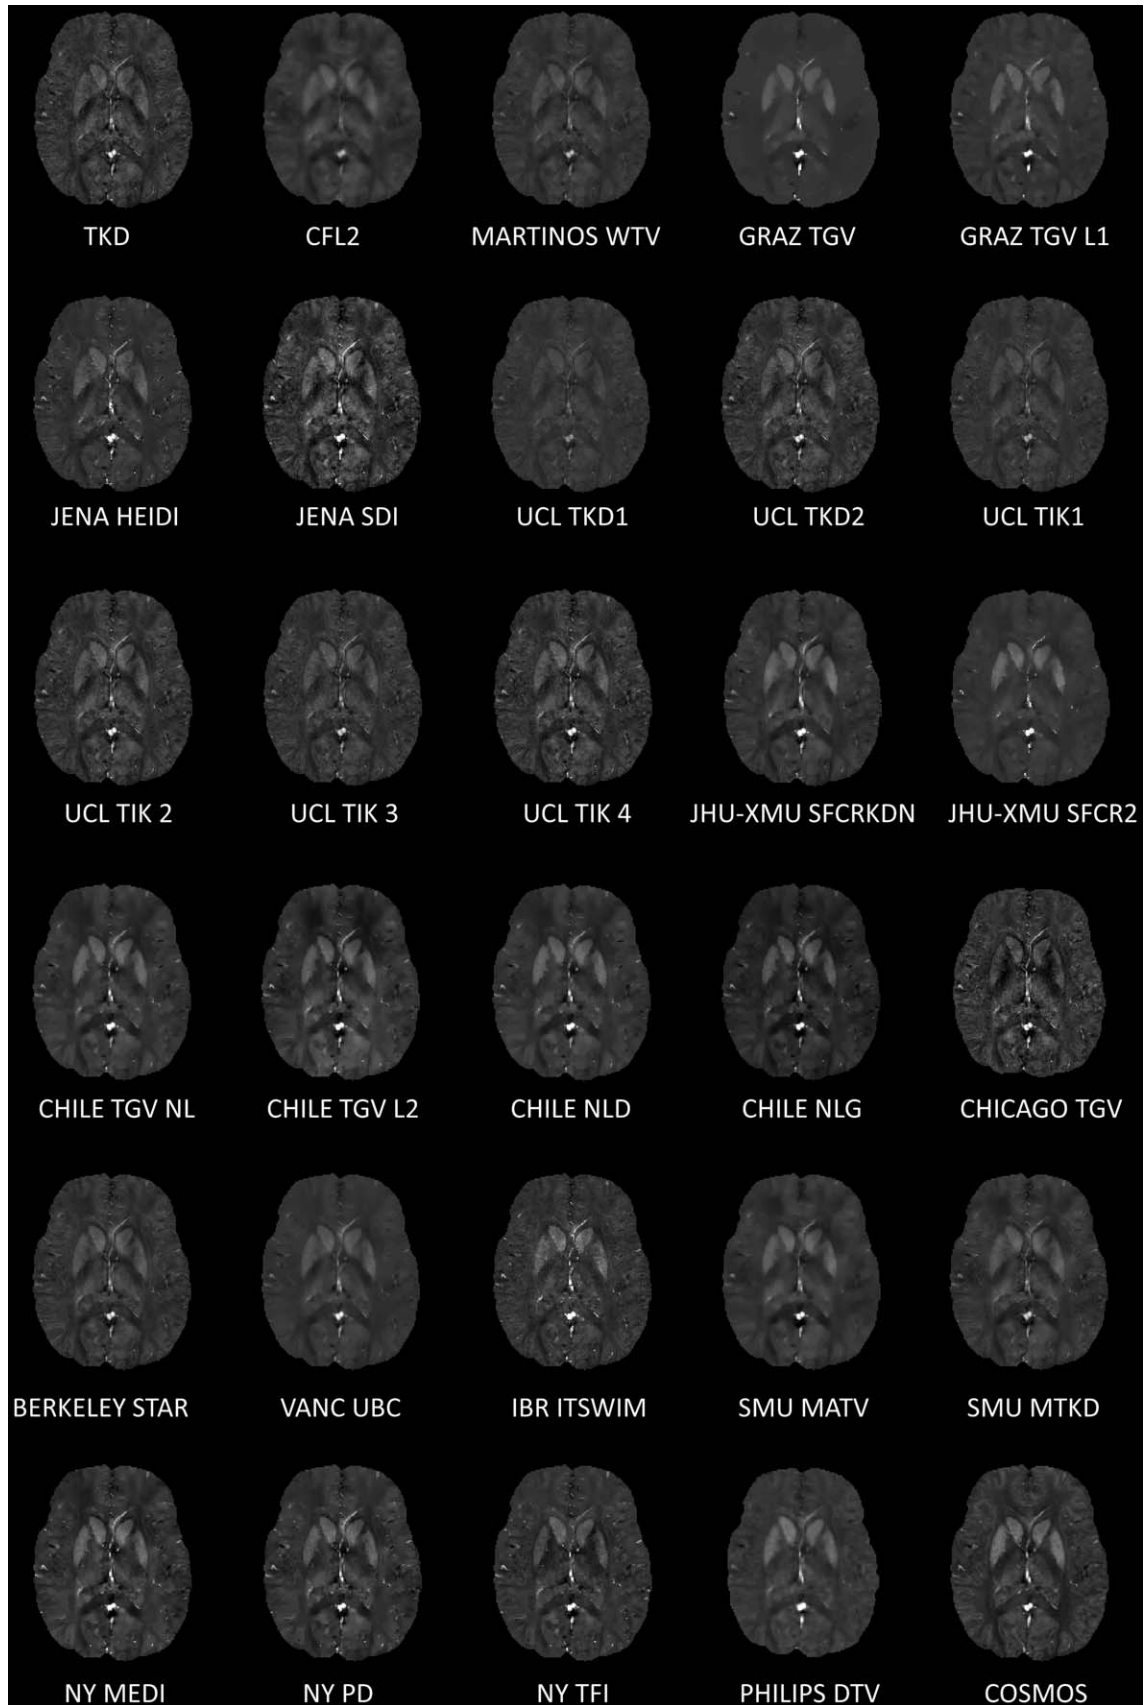 TKD CFL2 MARTINOS WTV GRAZ TGV GRAZ TGV L1
JENA HEIDI JENA SDI UCL TKD1 UCL TKD2 UCL TIK1
UCL TIK 2 UCL TIK 3 UCL TIK 4 JHU-XMU SFCRKDN JHU-XMU SFCR2
CHILE TGV NL CHILE TGV L2 CHILE NLD CHILE NLG CHICAGO TGV
BERKELEY STAR VANC UBC IBR ITSWIM SMU MATV SMU MTKD
NY MEDI NY PD NY TFI PHILIPS DTV COSMOS